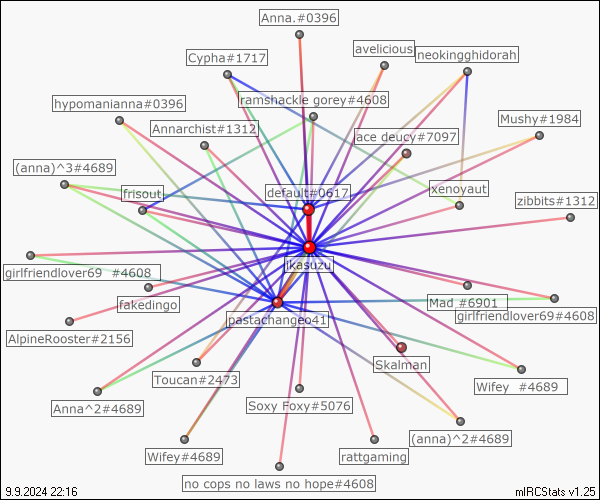 Anna.#0396
avelicious
neokingghidorah
Cypha#1717
ramshackle gorey#4608
hypomanianna#0396
Annarchist#1312
Mushy#1984
ace deucy#7097
(anna)^3#4689
frisout
default#0617
xenoyaut
zibbits#1312
ikasuzu
girlfriendlover69 #4608
fakedingo
Mad #6901
girlfriendlover69#4608
pastachangeo41
AlpineRooster#2156
Skalman
Toucan#2473
Wifey #4689
Anna^2#4689
Soxy Foxy#5076
(anna)^2#4689
Wifey#4689
rattgaming
no cops no laws no hope#4608
9.9.2024 22:16
mIRCStats v1.25